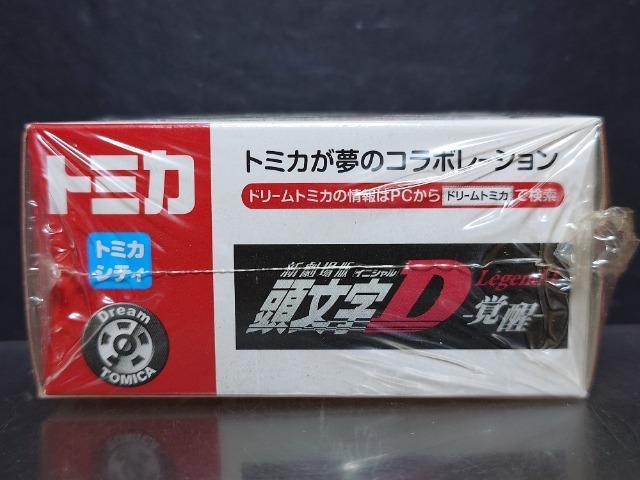 トミカ
トミカ
シティ
Dream
TOMICA
トミカが夢のコラボレーション
ドリームトミカの情報はPCから ドリームトミカ で検索
新劇場版 イニシャル
頭文字D
Legend1
-覚醒-